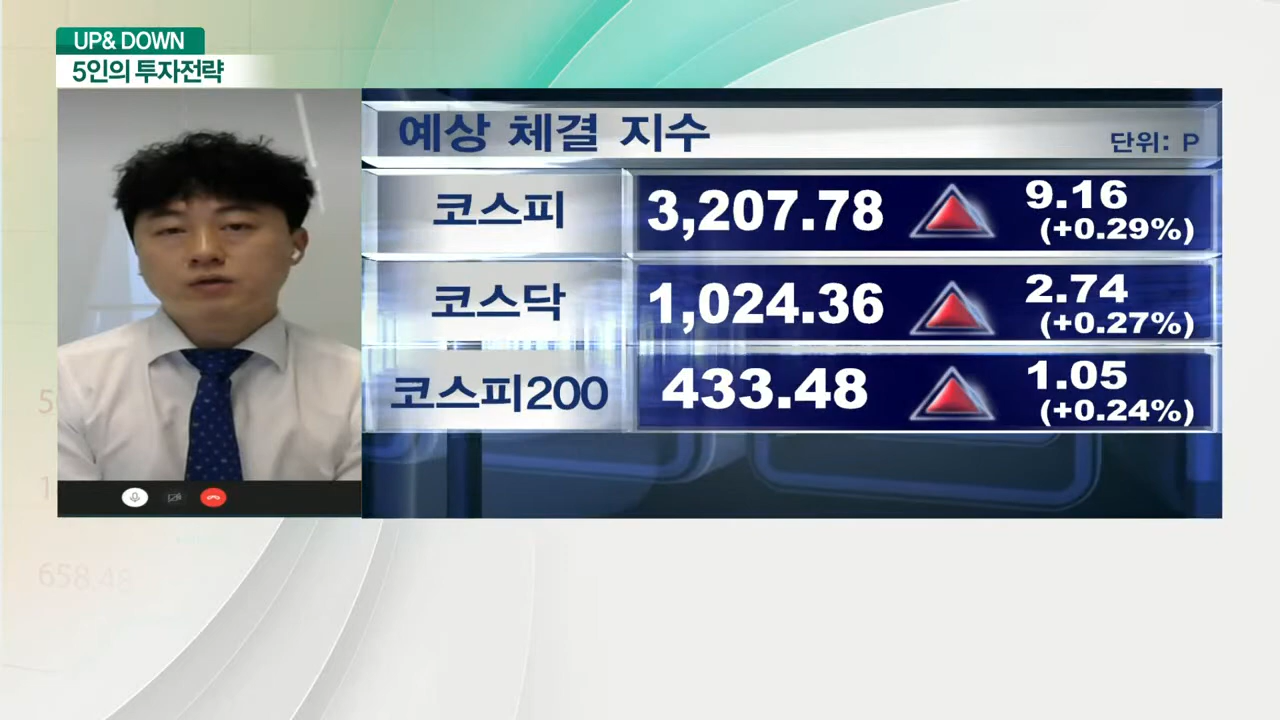 UP& DOWN
5인의 투자전략
예상 체결 지수
단위: P
코스피 3,207.78 ▲ 9.16 (+0.29%)
코스닥 1,024.36 ▲ 2.74 (+0.27%)
코스피200 433.48 ▲ 1.05 (+0.24%)
658.48